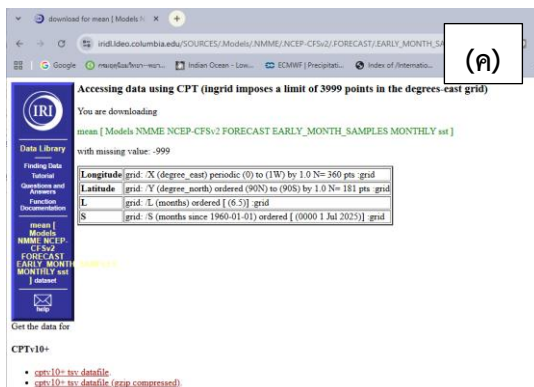 download for mean [ Models N
iridl.ldeo.columbia.edu/SOURCES/.Models/.NMME/.NCEP-CFSv2/.FORECAST/.EARLY_MONTH_SA
(ค)
Google
Indian Ocean - Low...
ECMWF | Precipitati...
Index of /Internatio...
Accessing data using CPT (ingrid imposes a limit of 3999 points in the degrees-east grid)
IRI
You are downloading
mean [ Models NMME NCEP-CFSv2 FORECAST EARLY_MONTH_SAMPLES MONTHLY sst ]
with missing value: -999
Data Library
Finding Data
Tutorial
Questions and
Answers
Function
Documentation
mean [
Models
NMME NCEP-
CFSv2
FORECAST
EARLY_MONTH
MONTHLY sst
] dataset
help
Longitude grid: /X (degree_east) periodic (0) to (1W) by 1.0 N= 360 pts :grid
Latitude grid: /Y (degree_north) ordered (90N) to (90S) by 1.0 N= 181 pts :grid
L grid: /L (months) ordered [ (6.5)] :grid
S grid: /S (months since 1960-01-01) ordered [ (0000 1 Jul 2025)] :grid
Get the data for
CPTv10+
cptv10+ tsv datafile.
cptv10+ tsv datafile (gzip compressed).